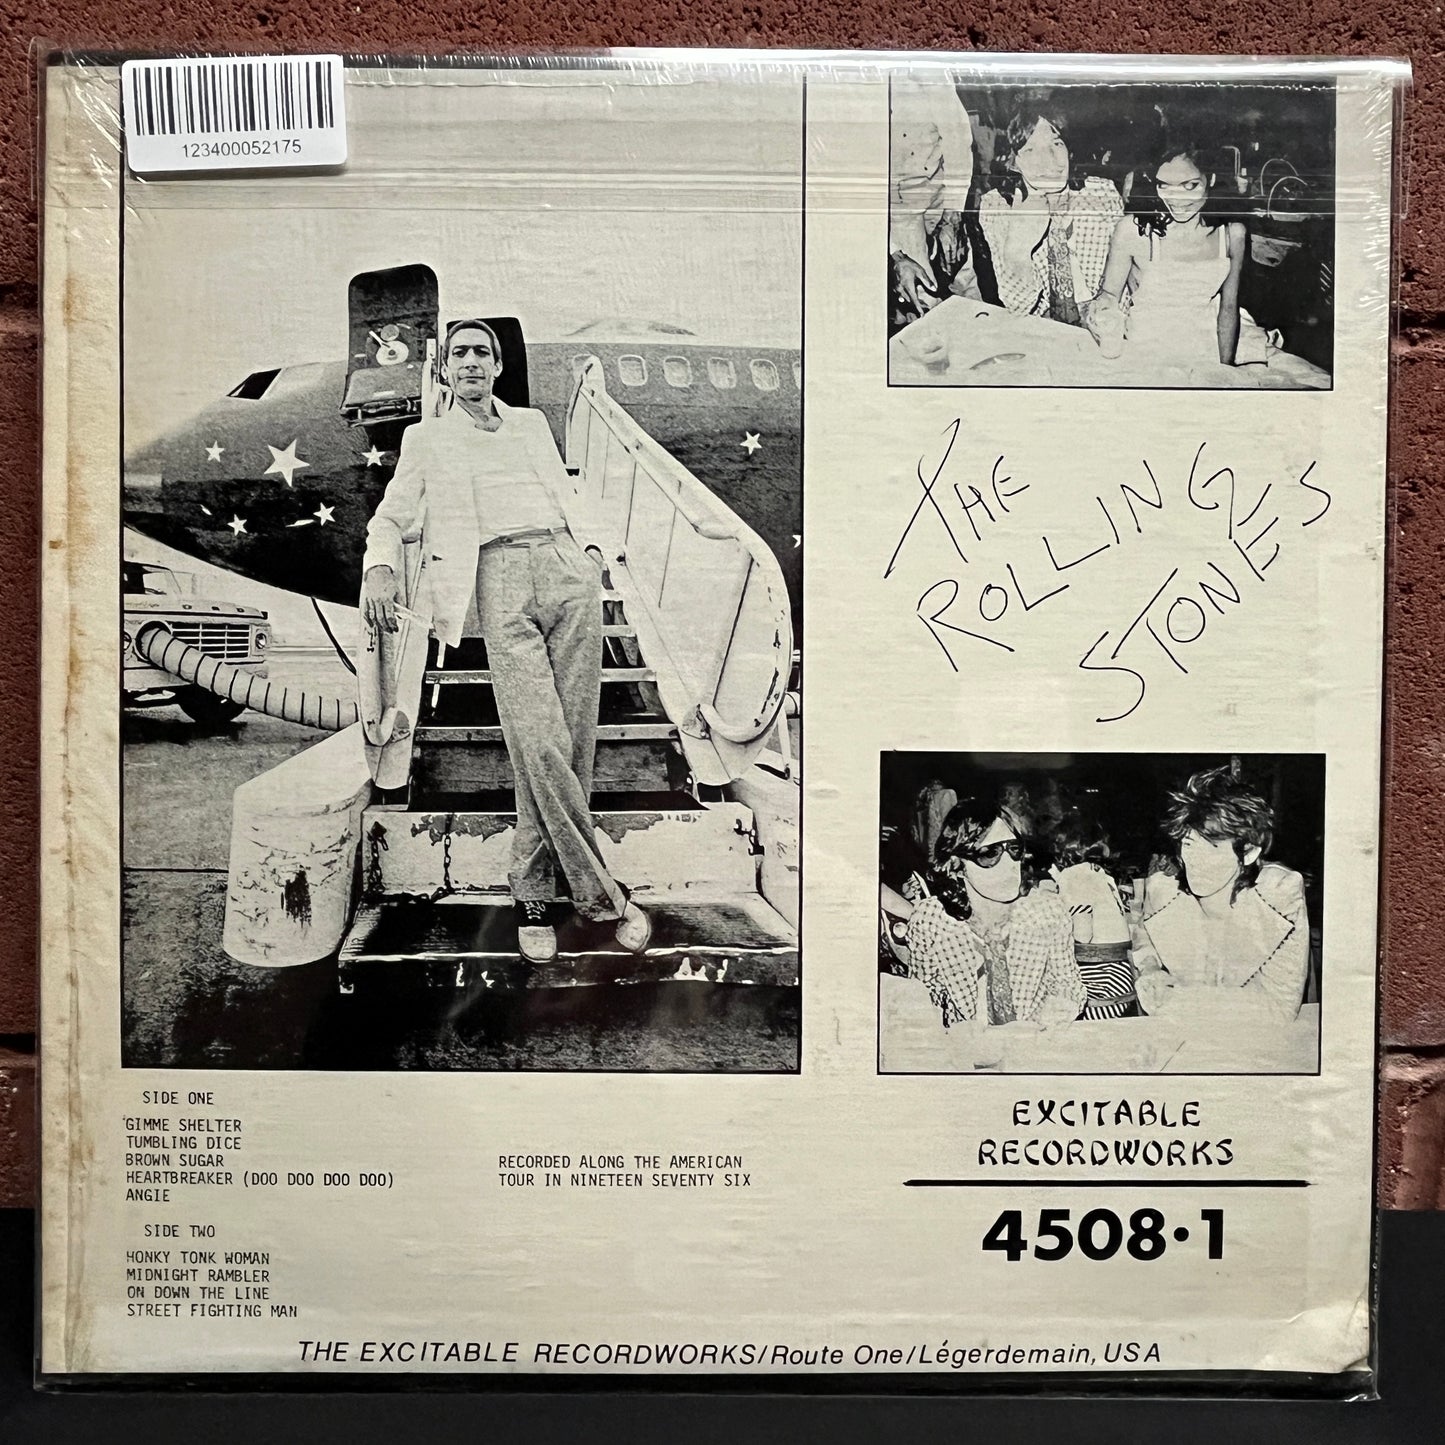 123400052175
FORD
THE
ROLLING
STONES
SIDE ONE
GIMME SHELTER
TUMBLING DICE
BROWN SUGAR
HEARTBREAKER (DOO DOO DOO DOO)
ANGIE
RECORDED ALONG THE AMERICAN
TOUR IN NINETEEN SEVENTY SIX
SIDE TWO
HONKY TONK WOMAN
MIDNIGHT RAMBLER
ON DOWN THE LINE
STREET FIGHTING MAN
EXCITABLE
RECORDWORKS
4508•1
THE EXCITABLE RECORDWORKS/Route One/Légerdemain, USA